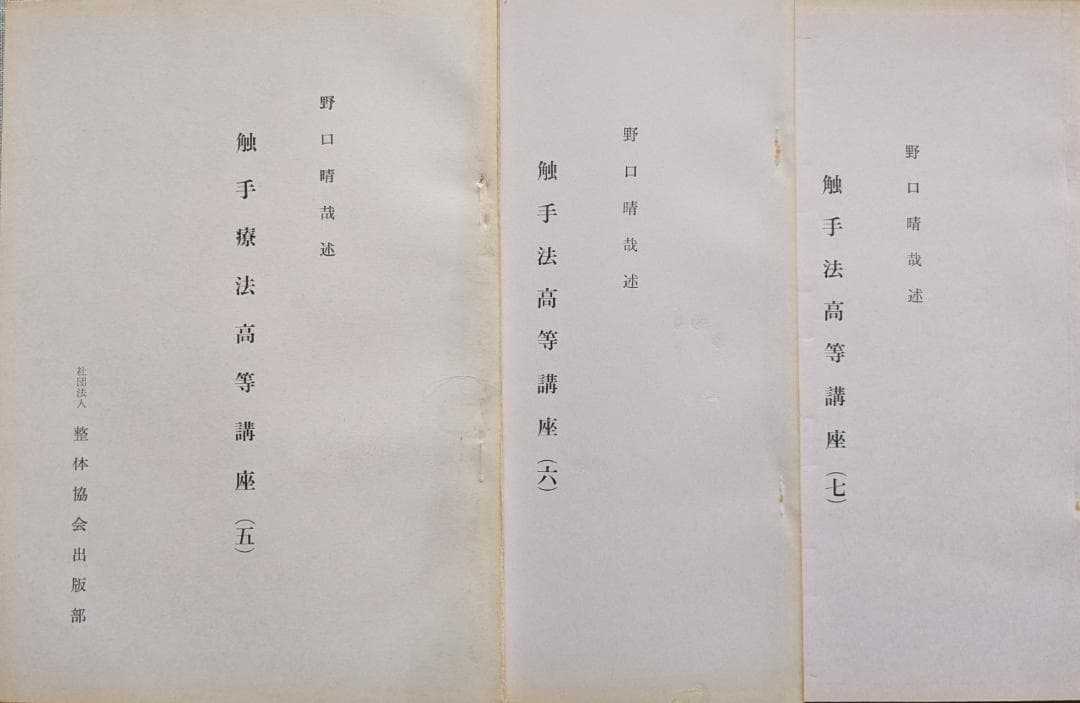 野口晴哉述
触手療法高等講座(五)
社団法人 整体協会出版部
野口晴哉述
触手法高等講座(六)
野口晴哉述
触手法高等講座(七)